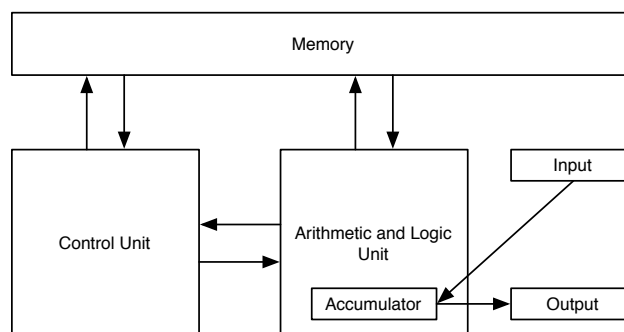 Memory
Control Unit
Arithmetic and Logic
Unit
Accumulator
Input
Output